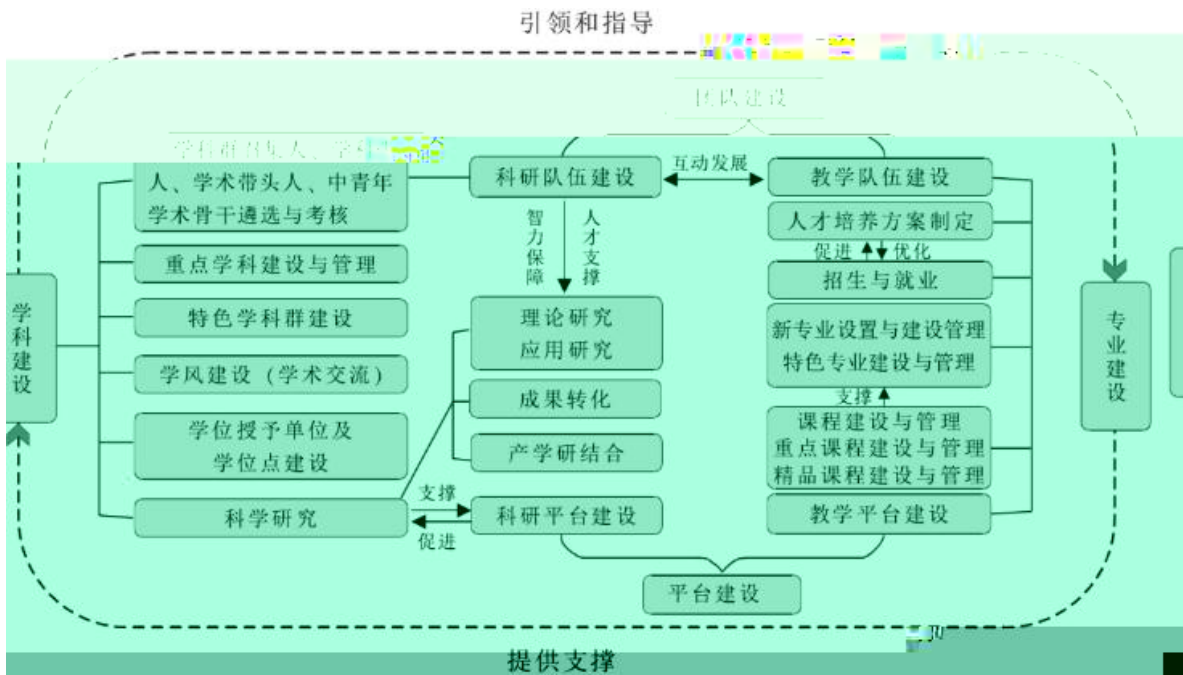 引领和指导
团队建设
学科群召集人、学科
人、学术带头人、中青年
学术骨干遴选与考核
重点学科建设与管理
特色学科群建设
学风建设（学术交流）
学位授予单位及
学位点建设
科学研究
学科建设
科研队伍建设
互动发展
教学队伍建设
智力保障
人才支撑
理论研究
应用研究
成果转化
产学研结合
支撑
促进
科研平台建设
人才培养方案制定
促进
优化
招生与就业
新专业设置与建设管理
特色专业建设与管理
支撑
课程建设与管理
重点课程建设与管理
精品课程建设与管理
教学平台建设
专业建设
平台建设
提供支撑